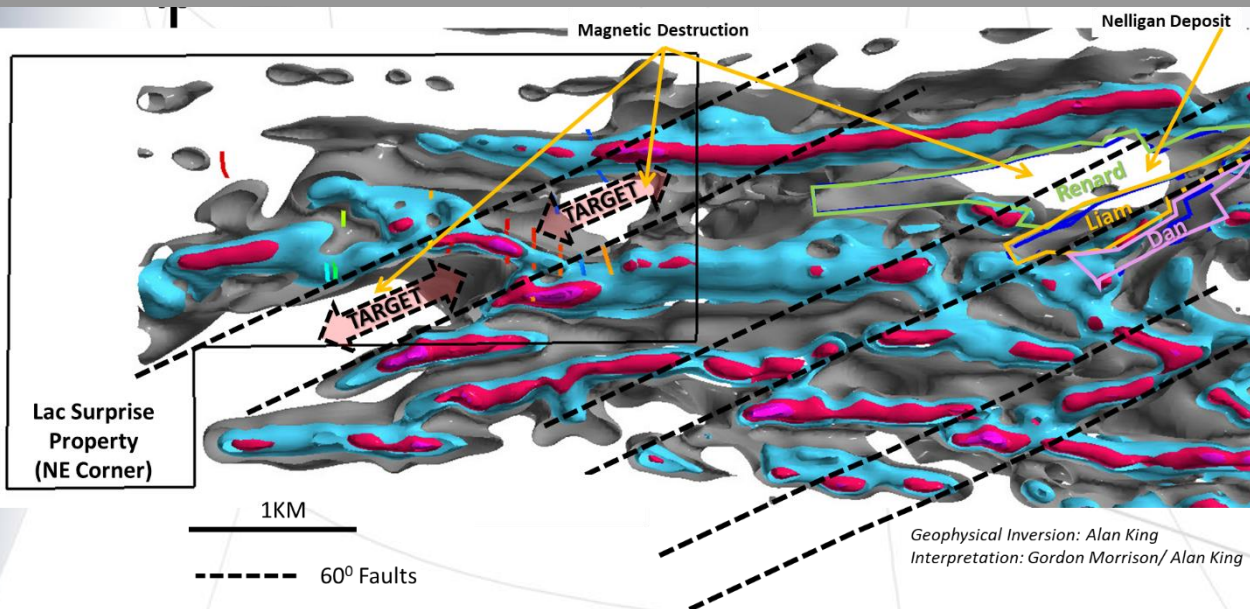 Magnetic Destruction
Nelligan Deposit
Renard
Liam
Dan
TARGET
TARGET
Lac Surprise
Property
(NE Corner)
1KM
60⁰ Faults
Geophysical Inversion: Alan King
Interpretation: Gordon Morrison/ Alan King